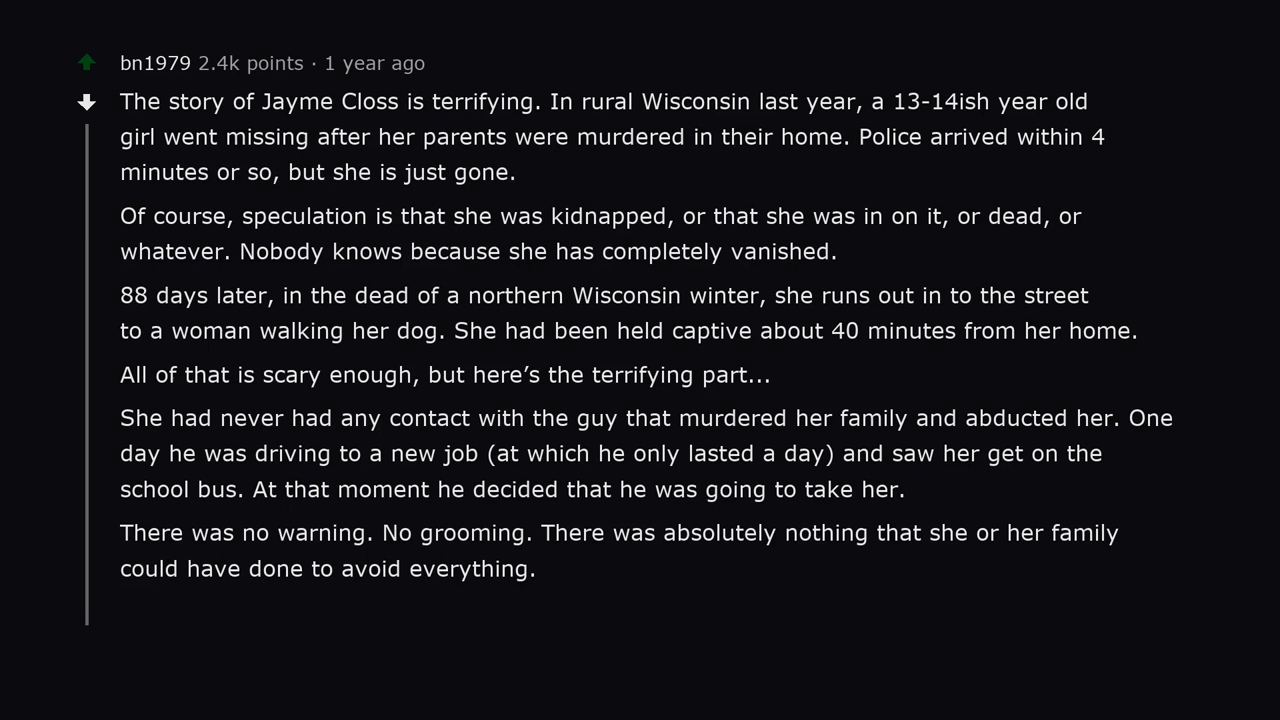 bn1979 2.4k points · 1 year ago
The story of Jayme Closs is terrifying. In rural Wisconsin last year, a 13-14ish year old
girl went missing after her parents were murdered in their home. Police arrived within 4
minutes or so, but she is just gone.
Of course, speculation is that she was kidnapped, or that she was in on it, or dead, or
whatever. Nobody knows because she has completely vanished.
88 days later, in the dead of a northern Wisconsin winter, she runs out in to the street
to a woman walking her dog. She had been held captive about 40 minutes from her home.
All of that is scary enough, but here’s the terrifying part...
She had never had any contact with the guy that murdered her family and abducted her. One
day he was driving to a new job (at which he only lasted a day) and saw her get on the
school bus. At that moment he decided that he was going to take her.
There was no warning. No grooming. There was absolutely nothing that she or her family
could have done to avoid everything.